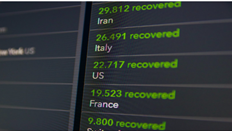 29.812 recovered
Iran
26.491 recovered
Italy
US
22.717 recovered
US
19.523 recovered
France
9.800 recovered